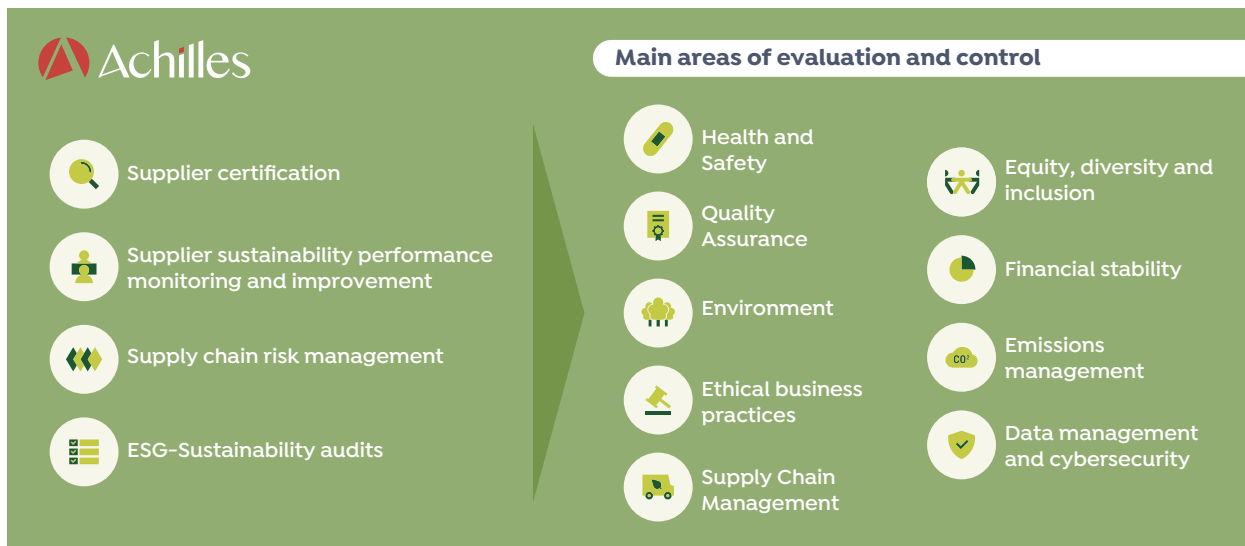 Achilles
Supplier certification
Supplier sustainability performance
monitoring and improvement
Supply chain risk management
ESG-Sustainability audits
Main areas of evaluation and control
Health and
Safety
Quality
Assurance
Environment
Ethical business
practices
Supply Chain
Management
Equity, diversity and
inclusion
Financial stability
CO²
Emissions
management
Data management
and cybersecurity